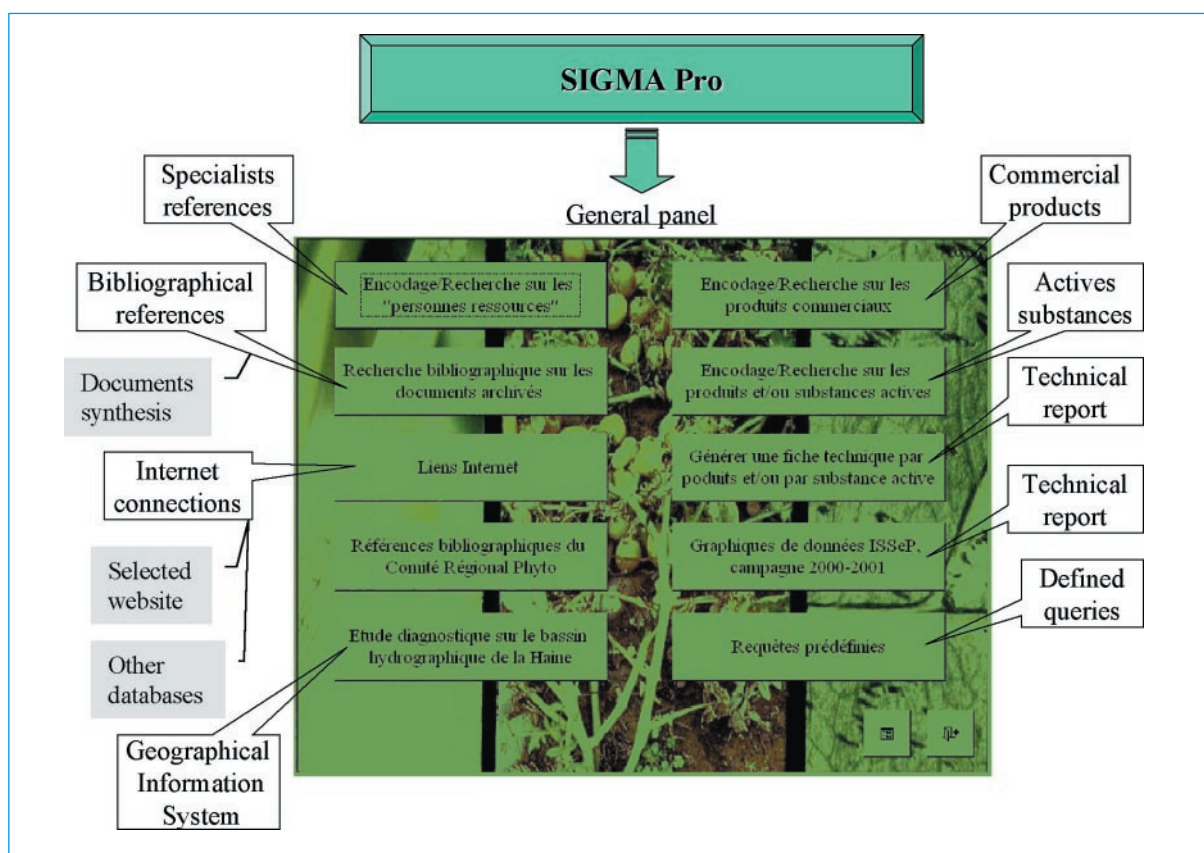 SIGMA Pro
General panel
Specialists
references
Bibliographical
references
Documents
synthesis
Internet
connections
Selected
website
Other
databases
Geographical
Information
System
Encodage/Recherche sur les
"personnes ressources"
Recherche bibliographique sur les
documents archivés
Liens Internet
Références bibliographiques du
Comité Régional Phyto
Etude diagnostique sur le bassin
hydrographique de la Haine
Encodage/Recherche sur les
produits commerciaux
Encodage/Recherche sur les
produits et/ou substances actives
Générer une fiche technique par
poduits et/ou par substance active
Graphiques de données ISSeP,
campagne 2000-2001
Requêtes prédéfinies
Commercial
products
Actives
substances
Technical
report
Technical
report
Defined
queries